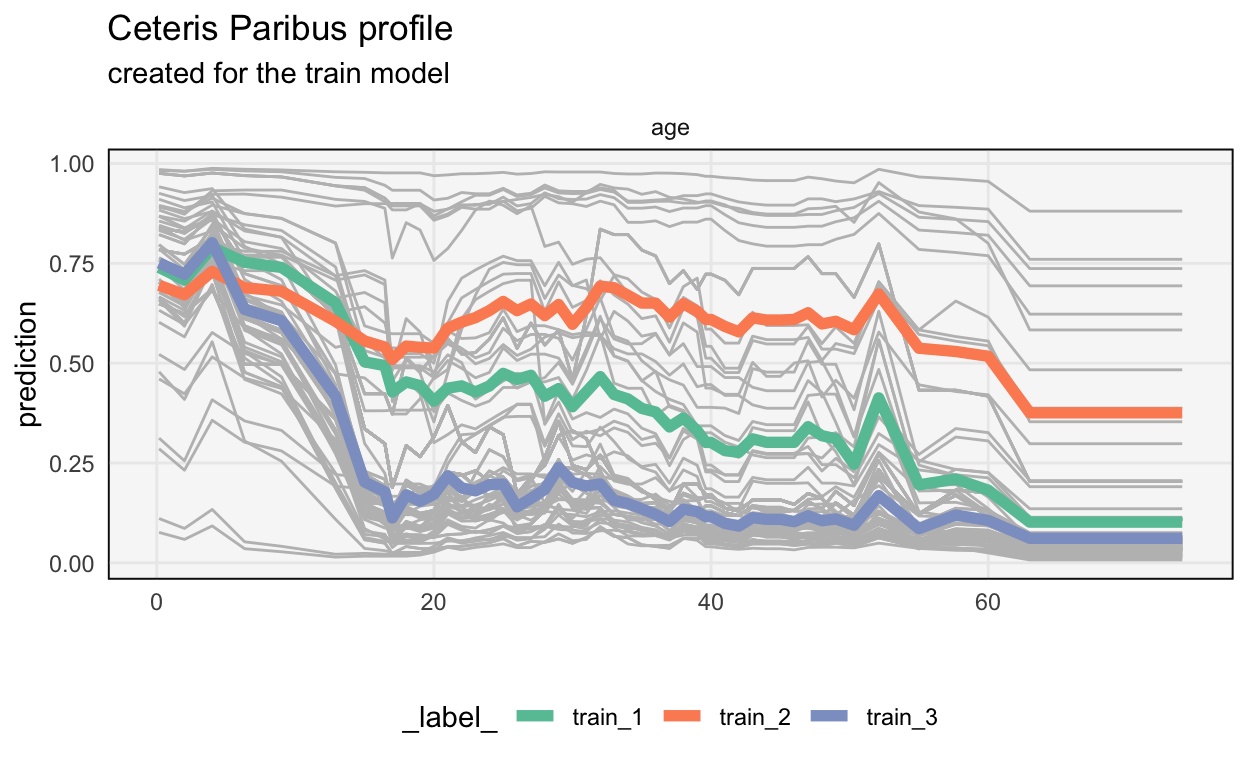 Ceteris Paribus profile
created for the train model
age
1.00
0.75
0.50
0.25
0.00
prediction
0 20 40 60
_label_ train_1 train_2 train_3